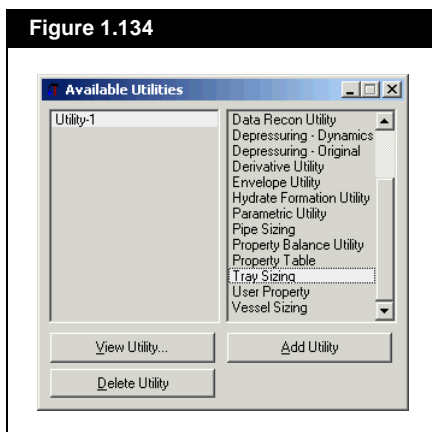 Figure 1.134
Available Utilities
Utility-1
Data Recon Utility
Depressuring - Dynamics
Depressuring - Original
Derivative Utility
Envelope Utility
Hydrate Formation Utility
Parametric Utility
Pipe Sizing
Property Balance Utility
Property Table
Tray Sizing
User Property
Vessel Sizing
View Utility...
Add Utility
Delete Utility